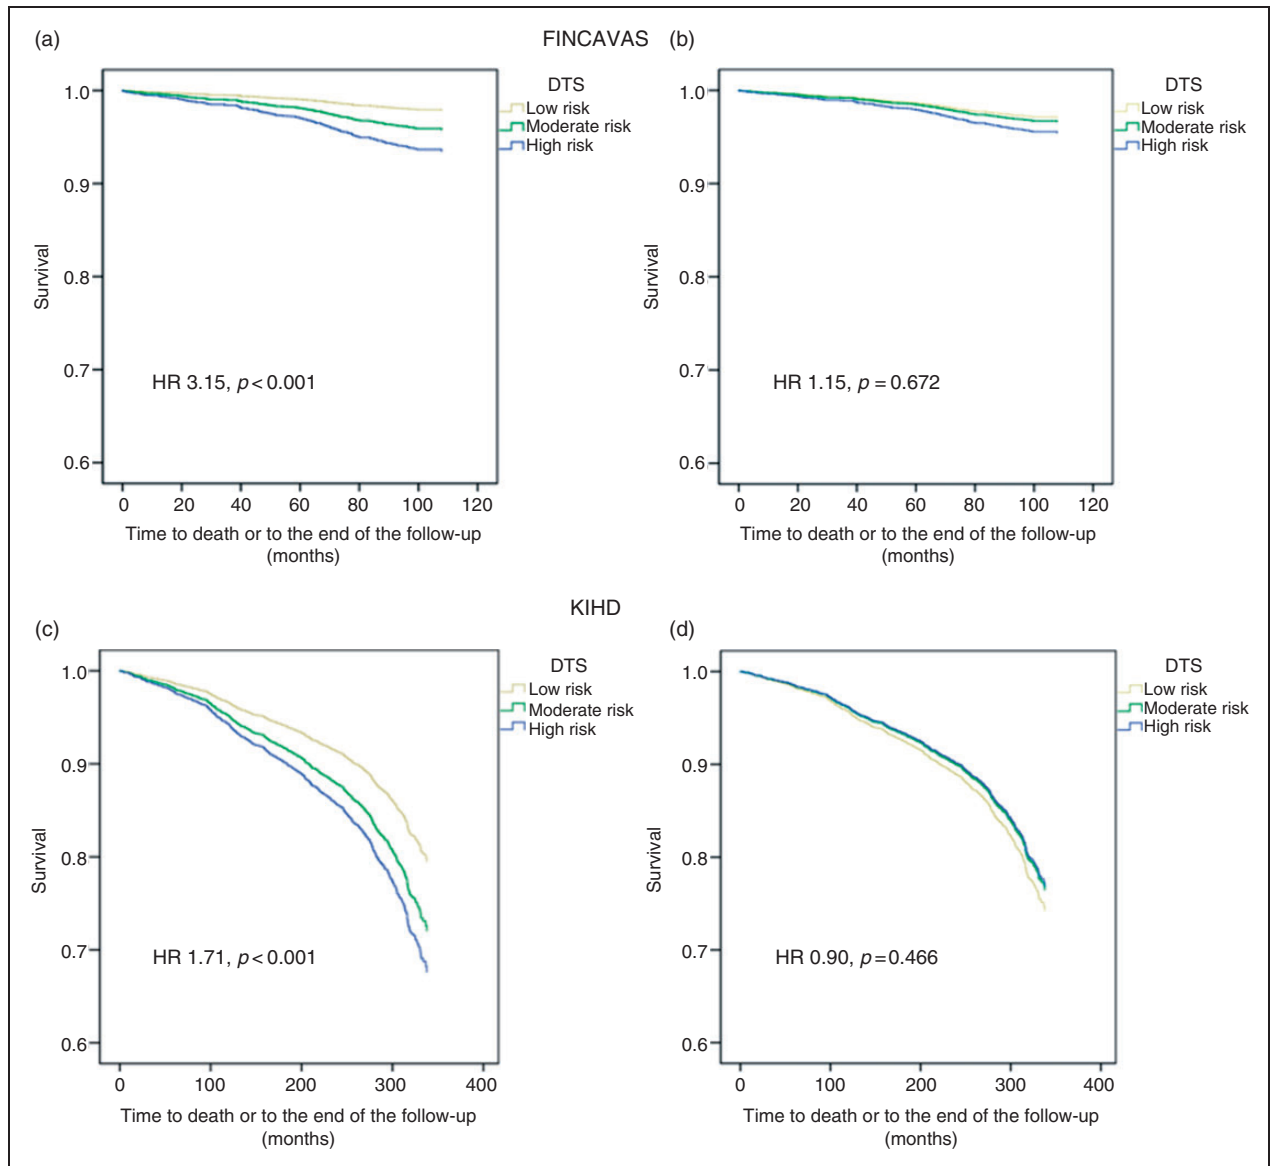 (a)
FINCAVAS
(b)
DTS
Low risk
Moderate risk
High risk
1.0
0.9
0.8
0.7
0.6
Survival
HR 3.15, p < 0.001
0 20 40 60 80 100 120
Time to death or to the end of the follow-up
(months)
DTS
Low risk
Moderate risk
High risk
1.0
0.9
0.8
0.7
0.6
Survival
HR 1.15, p = 0.672
0 20 40 60 80 100 120
Time to death or to the end of the follow-up
(months)
KIHD
(c)
(d)
DTS
Low risk
Moderate risk
High risk
1.0
0.9
0.8
0.7
0.6
Survival
HR 1.71, p < 0.001
0 100 200 300 400
Time to death or to the end of the follow-up
(months)
DTS
Low risk
Moderate risk
High risk
1.0
0.9
0.8
0.7
0.6
Survival
HR 0.90, p = 0.466
0 100 200 300 400
Time to death or to the end of the follow-up
(months)